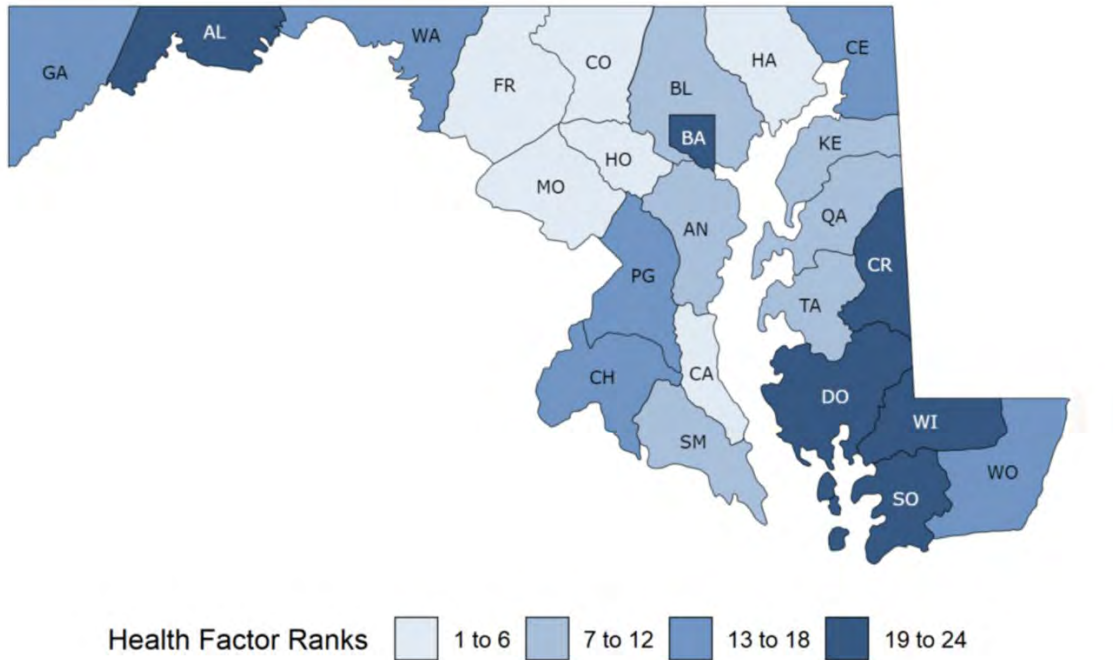 AL
WA
GA
FR
CO
HA
CE
BL
BA
KE
HO
MO
QA
AN
CR
PG
TA
CH
CA
DO
WI
SM
WO
SO
Health Factor Ranks 1 to 6 7 to 12 13 to 18 19 to 24